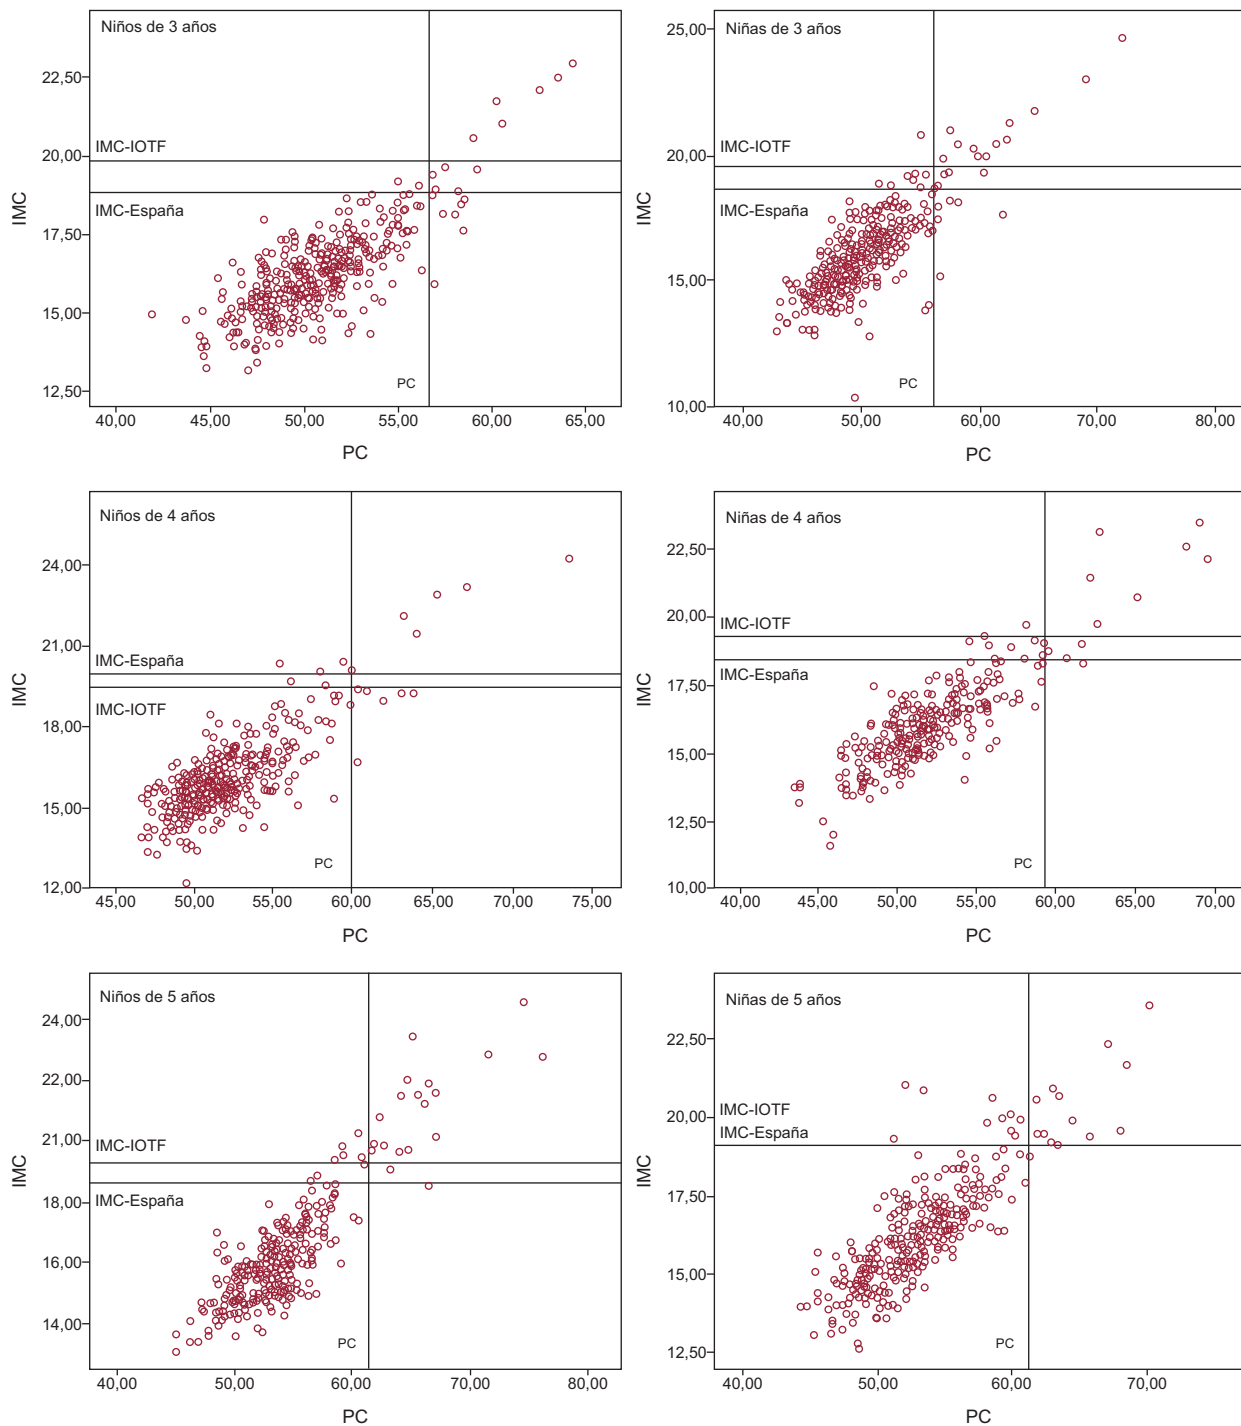 Niños de 3 años
22,50
20,00
17,50
15,00
12,50
IMC-IOTF
IMC-España
IMC
PC
40,00 45,00 50,00 55,00 60,00 65,00
PC
Niñas de 3 años
25,00
20,00
15,00
10,00
IMC-IOTF
IMC-España
IMC
PC
40,00 50,00 60,00 70,00 80,00
PC
Niños de 4 años
24,00
21,00
18,00
15,00
12,00
IMC-España
IMC-IOTF
IMC
PC
45,00 50,00 55,00 60,00 65,00 70,00 75,00
PC
Niñas de 4 años
22,50
20,00
17,50
15,00
12,50
10,00
IMC-IOTF
IMC-España
IMC
PC
40,00 45,00 50,00 55,00 60,00 65,00 70,00
PC
Niños de 5 años
24,00
22,00
21,00
18,00
16,00
14,00
IMC-IOTF
IMC-España
IMC
PC
40,00 50,00 60,00 70,00 80,00
PC
Niñas de 5 años
22,50
20,00
17,50
15,00
12,50
IMC-IOTF
IMC-España
IMC
PC
40,00 50,00 60,00 70,00
PC